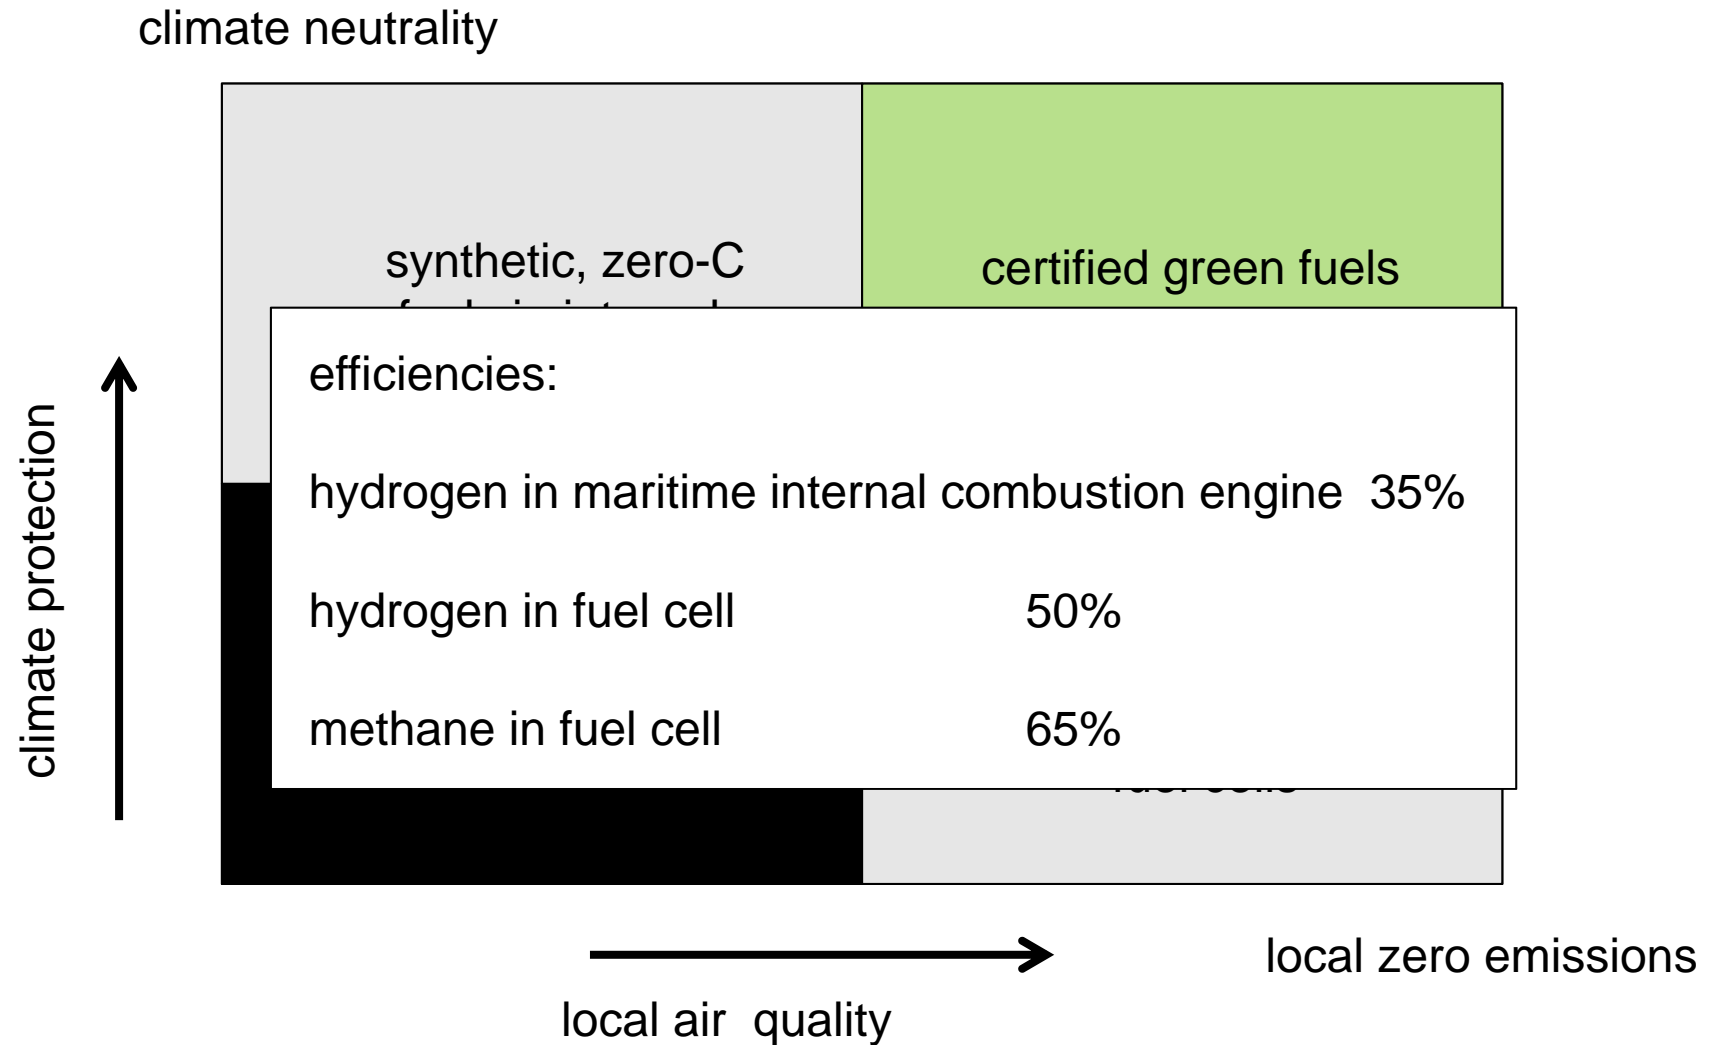 climate neutrality
synthetic, zero-C
certified green fuels
efficiencies:
hydrogen in maritime internal combustion engine 35%
hydrogen in fuel cell 50%
methane in fuel cell 65%
climate protection
local zero emissions
local air quality